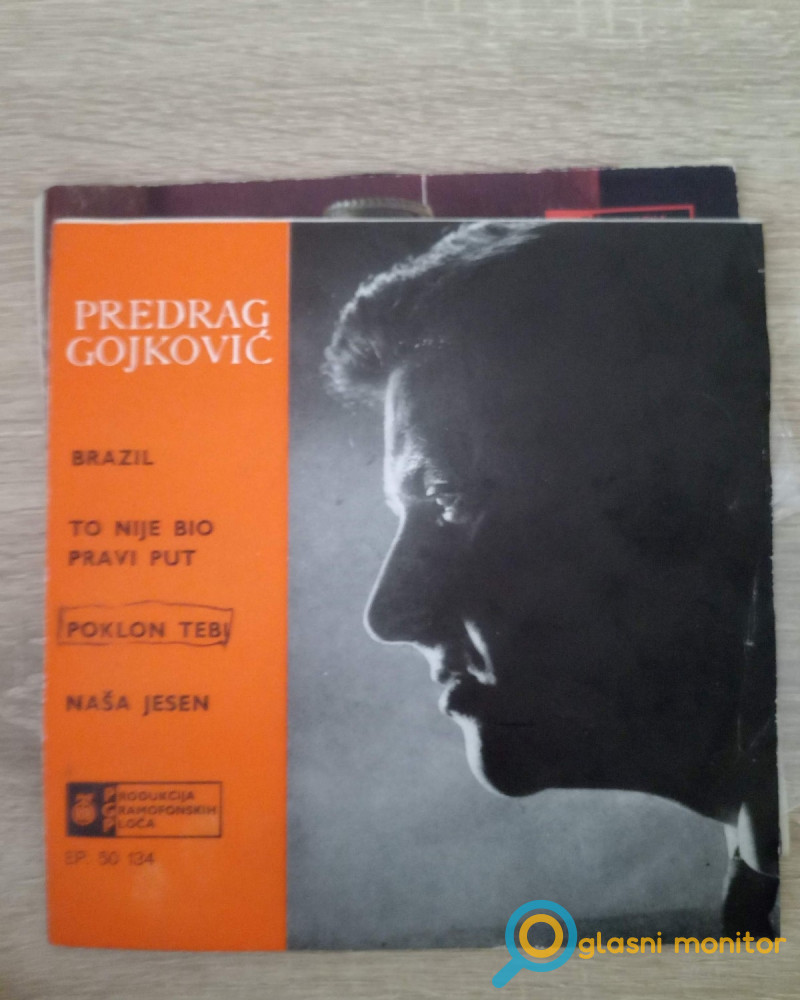 PREDRAG
GOJKOVIĆ
BRAZIL
TO NIJE BIO
PRAVI PUT
POKLON TEBI
NAŠA JESEN
PRODUKCIJA
GRAMOFONSKIH
PLOČA
EP 50 134
Oglasni monitor